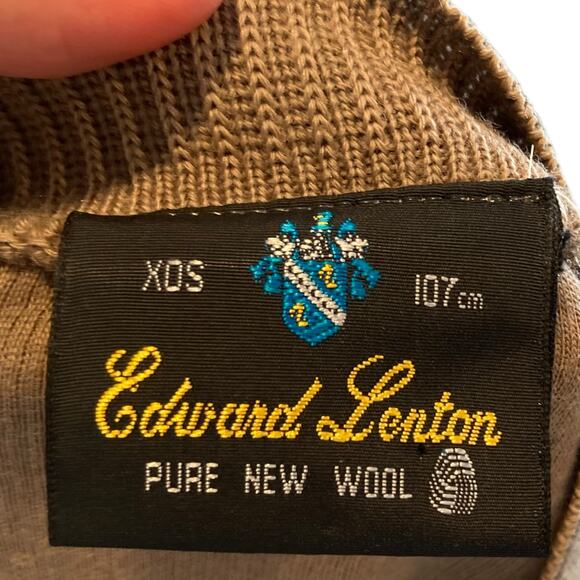 XOS 107cm
Edward Lenton
PURE NEW WOOL